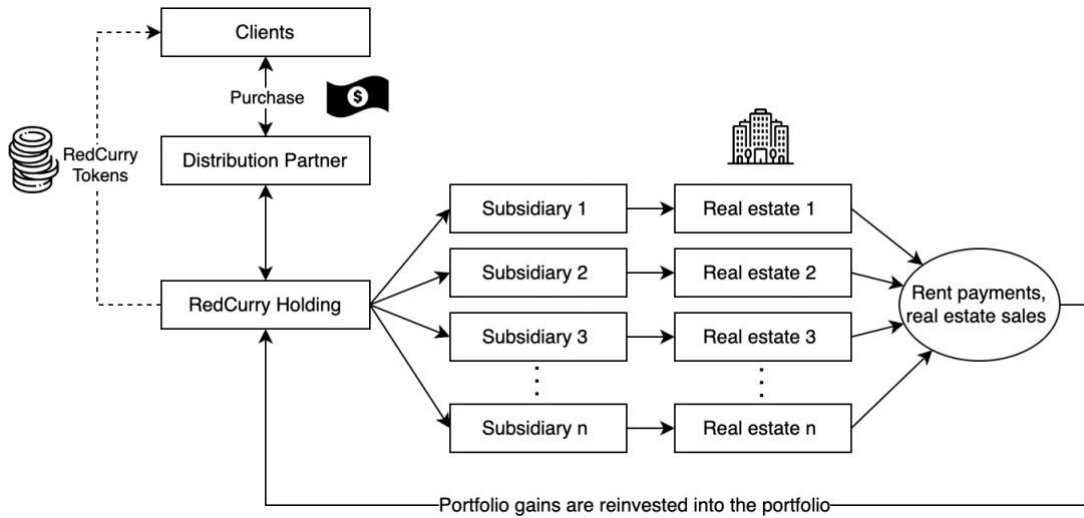 Clients
$
Purchase
RedCurry
Tokens
Distribution Partner
RedCurry Holding
Subsidiary 1
Real estate 1
Subsidiary 2
Real estate 2
Subsidiary 3
Real estate 3
Subsidiary n
Real estate n
Rent payments,
real estate sales
Portfolio gains are reinvested into the portfolio